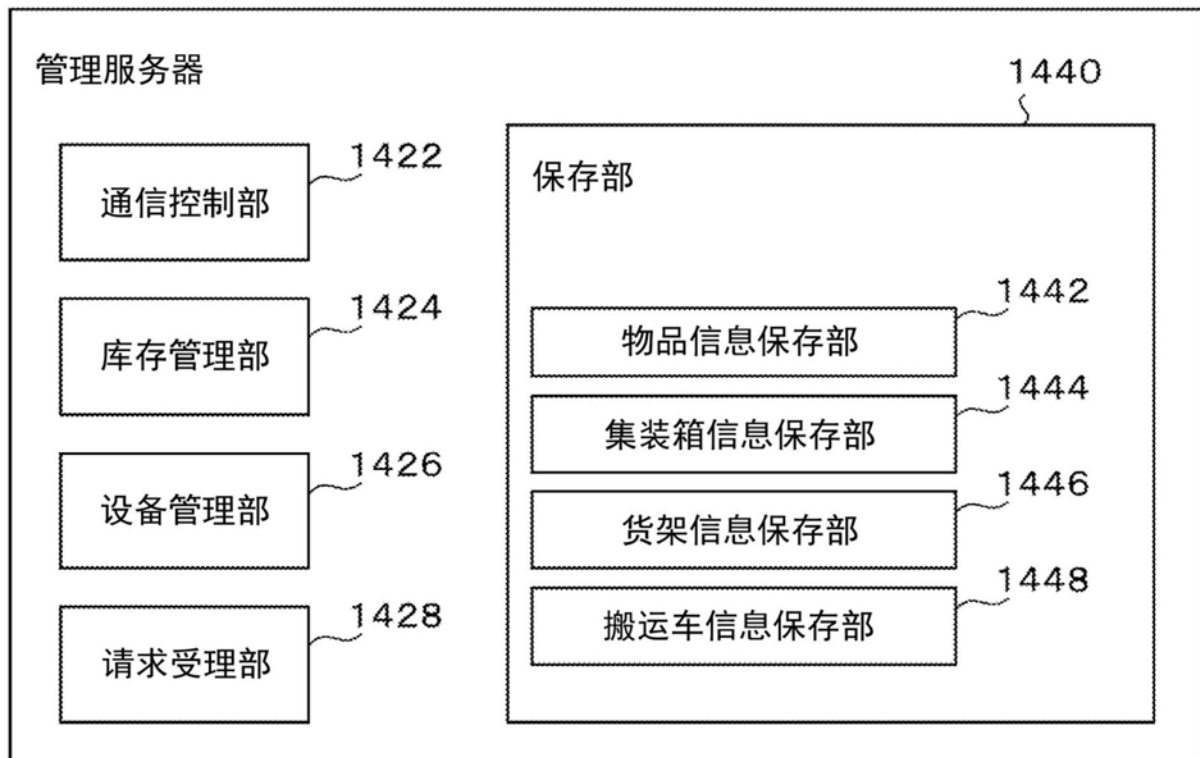 管理服务器
1440
1422
通信控制部
保存部
1424
库存管理部
1442
物品信息保存部
1444
集装箱信息保存部
1426
设备管理部
1446
货架信息保存部
1448
搬运车信息保存部
1428
请求受理部